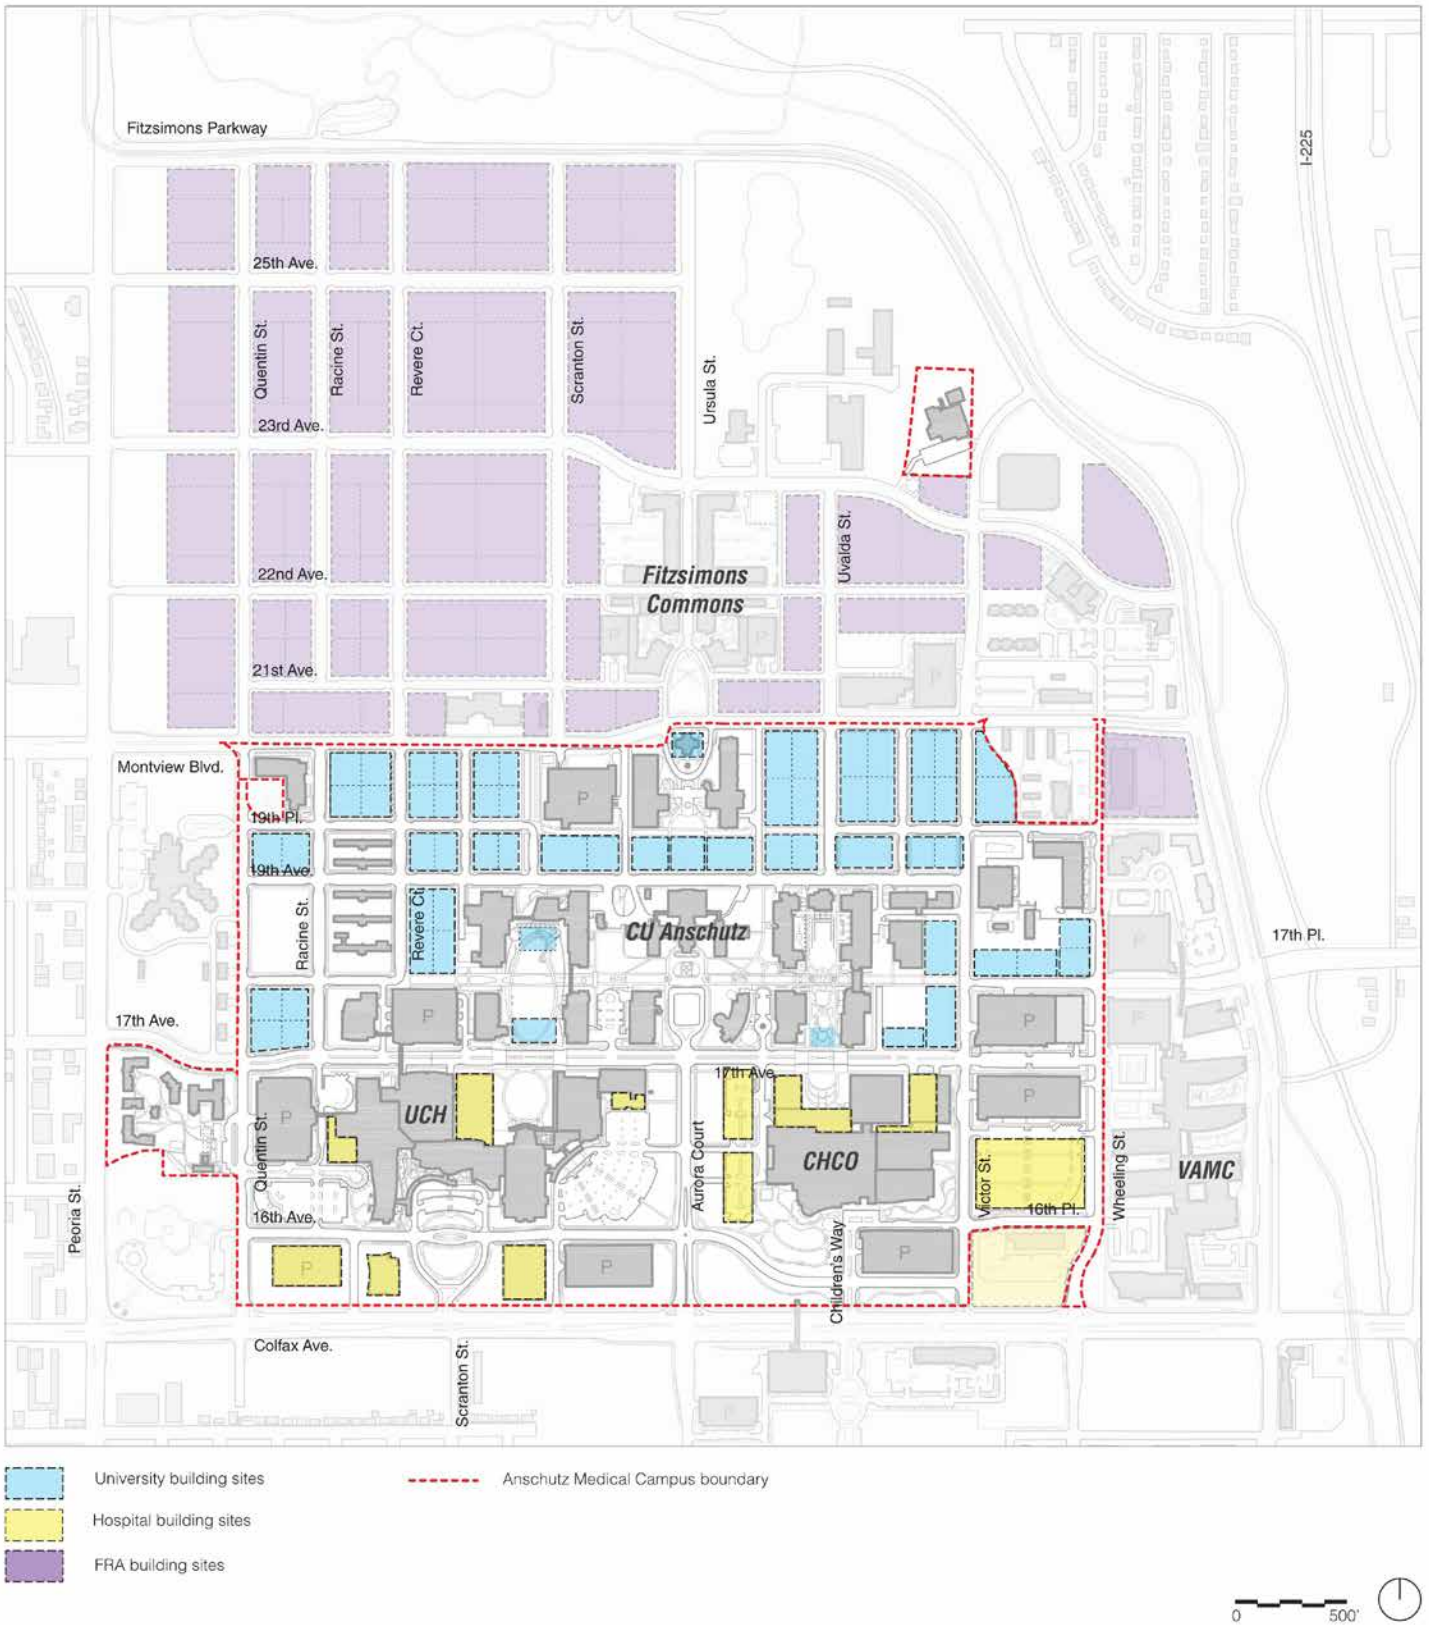 Fitzsimons Parkway
I-225
25th Ave.
Quentin St.
Racine St.
Revere Ct.
Scranton St.
Ursula St.
23rd Ave.
Uvalda St.
22nd Ave.
Fitzsimons
Commons
P
P
21st Ave.
P
Montview Blvd.
P
19th Pl.
19th Ave.
Racine St.
Revere Ct.
CU Anschutz
17th Pl.
P
17th Ave.
P
P
P
17th Ave.
P
UCH
P
Quentin St.
Aurora Court
CHCO
Victor St.
Wheeling St.
VAMC
Peoria St.
16th Ave.
16th Pl.
Children's Way
P
P
P
Colfax Ave.
Scranton St.
P
P
University building sites
Anschutz Medical Campus boundary
Hospital building sites
FRA building sites
0
500'